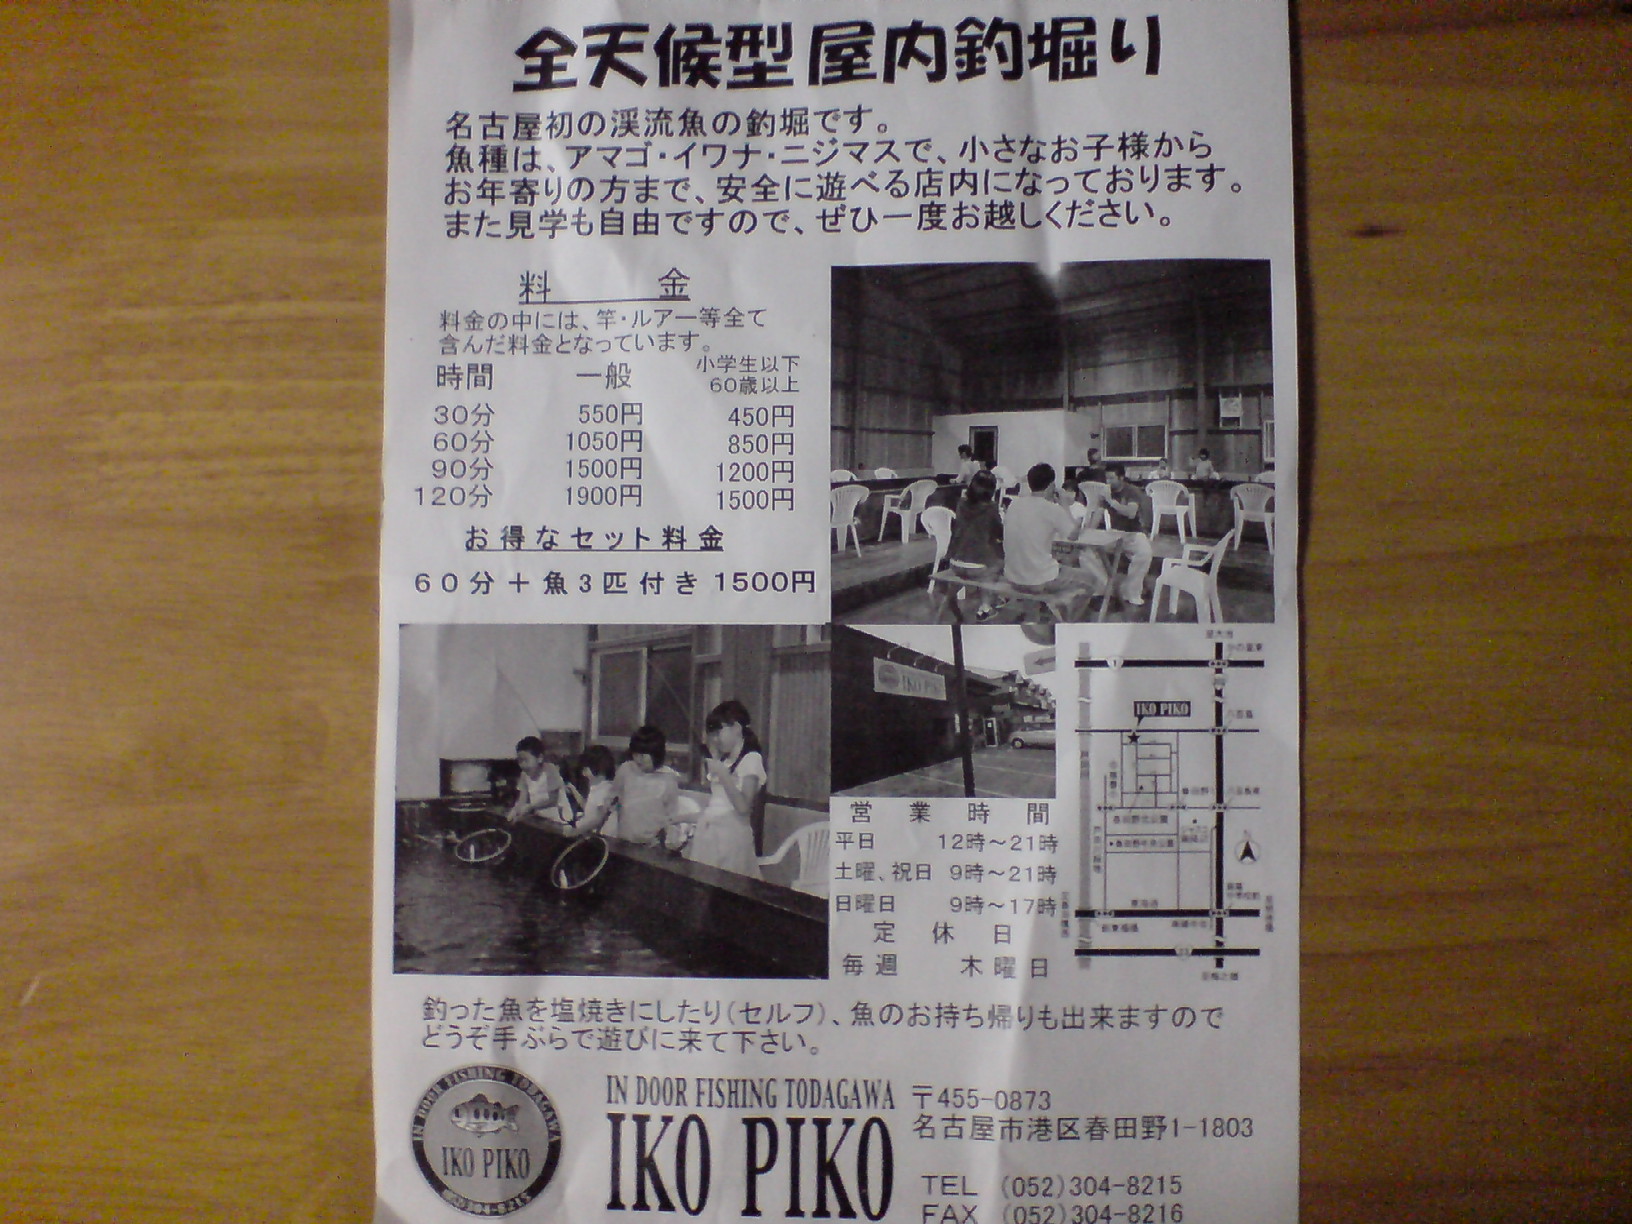 全天候型屋内釣堀り
名古屋初の渓流魚の釣堀です。
魚種は、アマゴ・イワナ・ニジマスで、小さなお子様から
お年寄りの方まで、安全に遊べる店内になっております。
また見学も自由ですので、ぜひ一度お越しください。
料 金
料金の中には、竿・ルアー等全て
含んだ料金となっています。
時間 一般 小学生以下
60歳以上
30分 550円 450円
60分 1050円 850円
90分 1500円 1200円
120分 1900円 1500円
お得なセット料金
60分＋魚3匹付き 1500円
IKO PIKO
IKO PIKO
営業時間
平日 12時～21時
土曜、祝日 9時～21時
日曜日 9時～17時
定休日
毎週 木曜日
釣った魚を塩焼きにしたり(セルフ)、魚のお持ち帰りも出来ますので
どうぞ手ぶらで遊びに来て下さい。
IN DOOR FISHING TODAGAWA
IKO PIKO
IN DOOR FISHING TODAGAWA
IKO PIKO
〒455-0873
名古屋市港区春田野1-1803
TEL (052)304-8215
FAX (052)304-8216